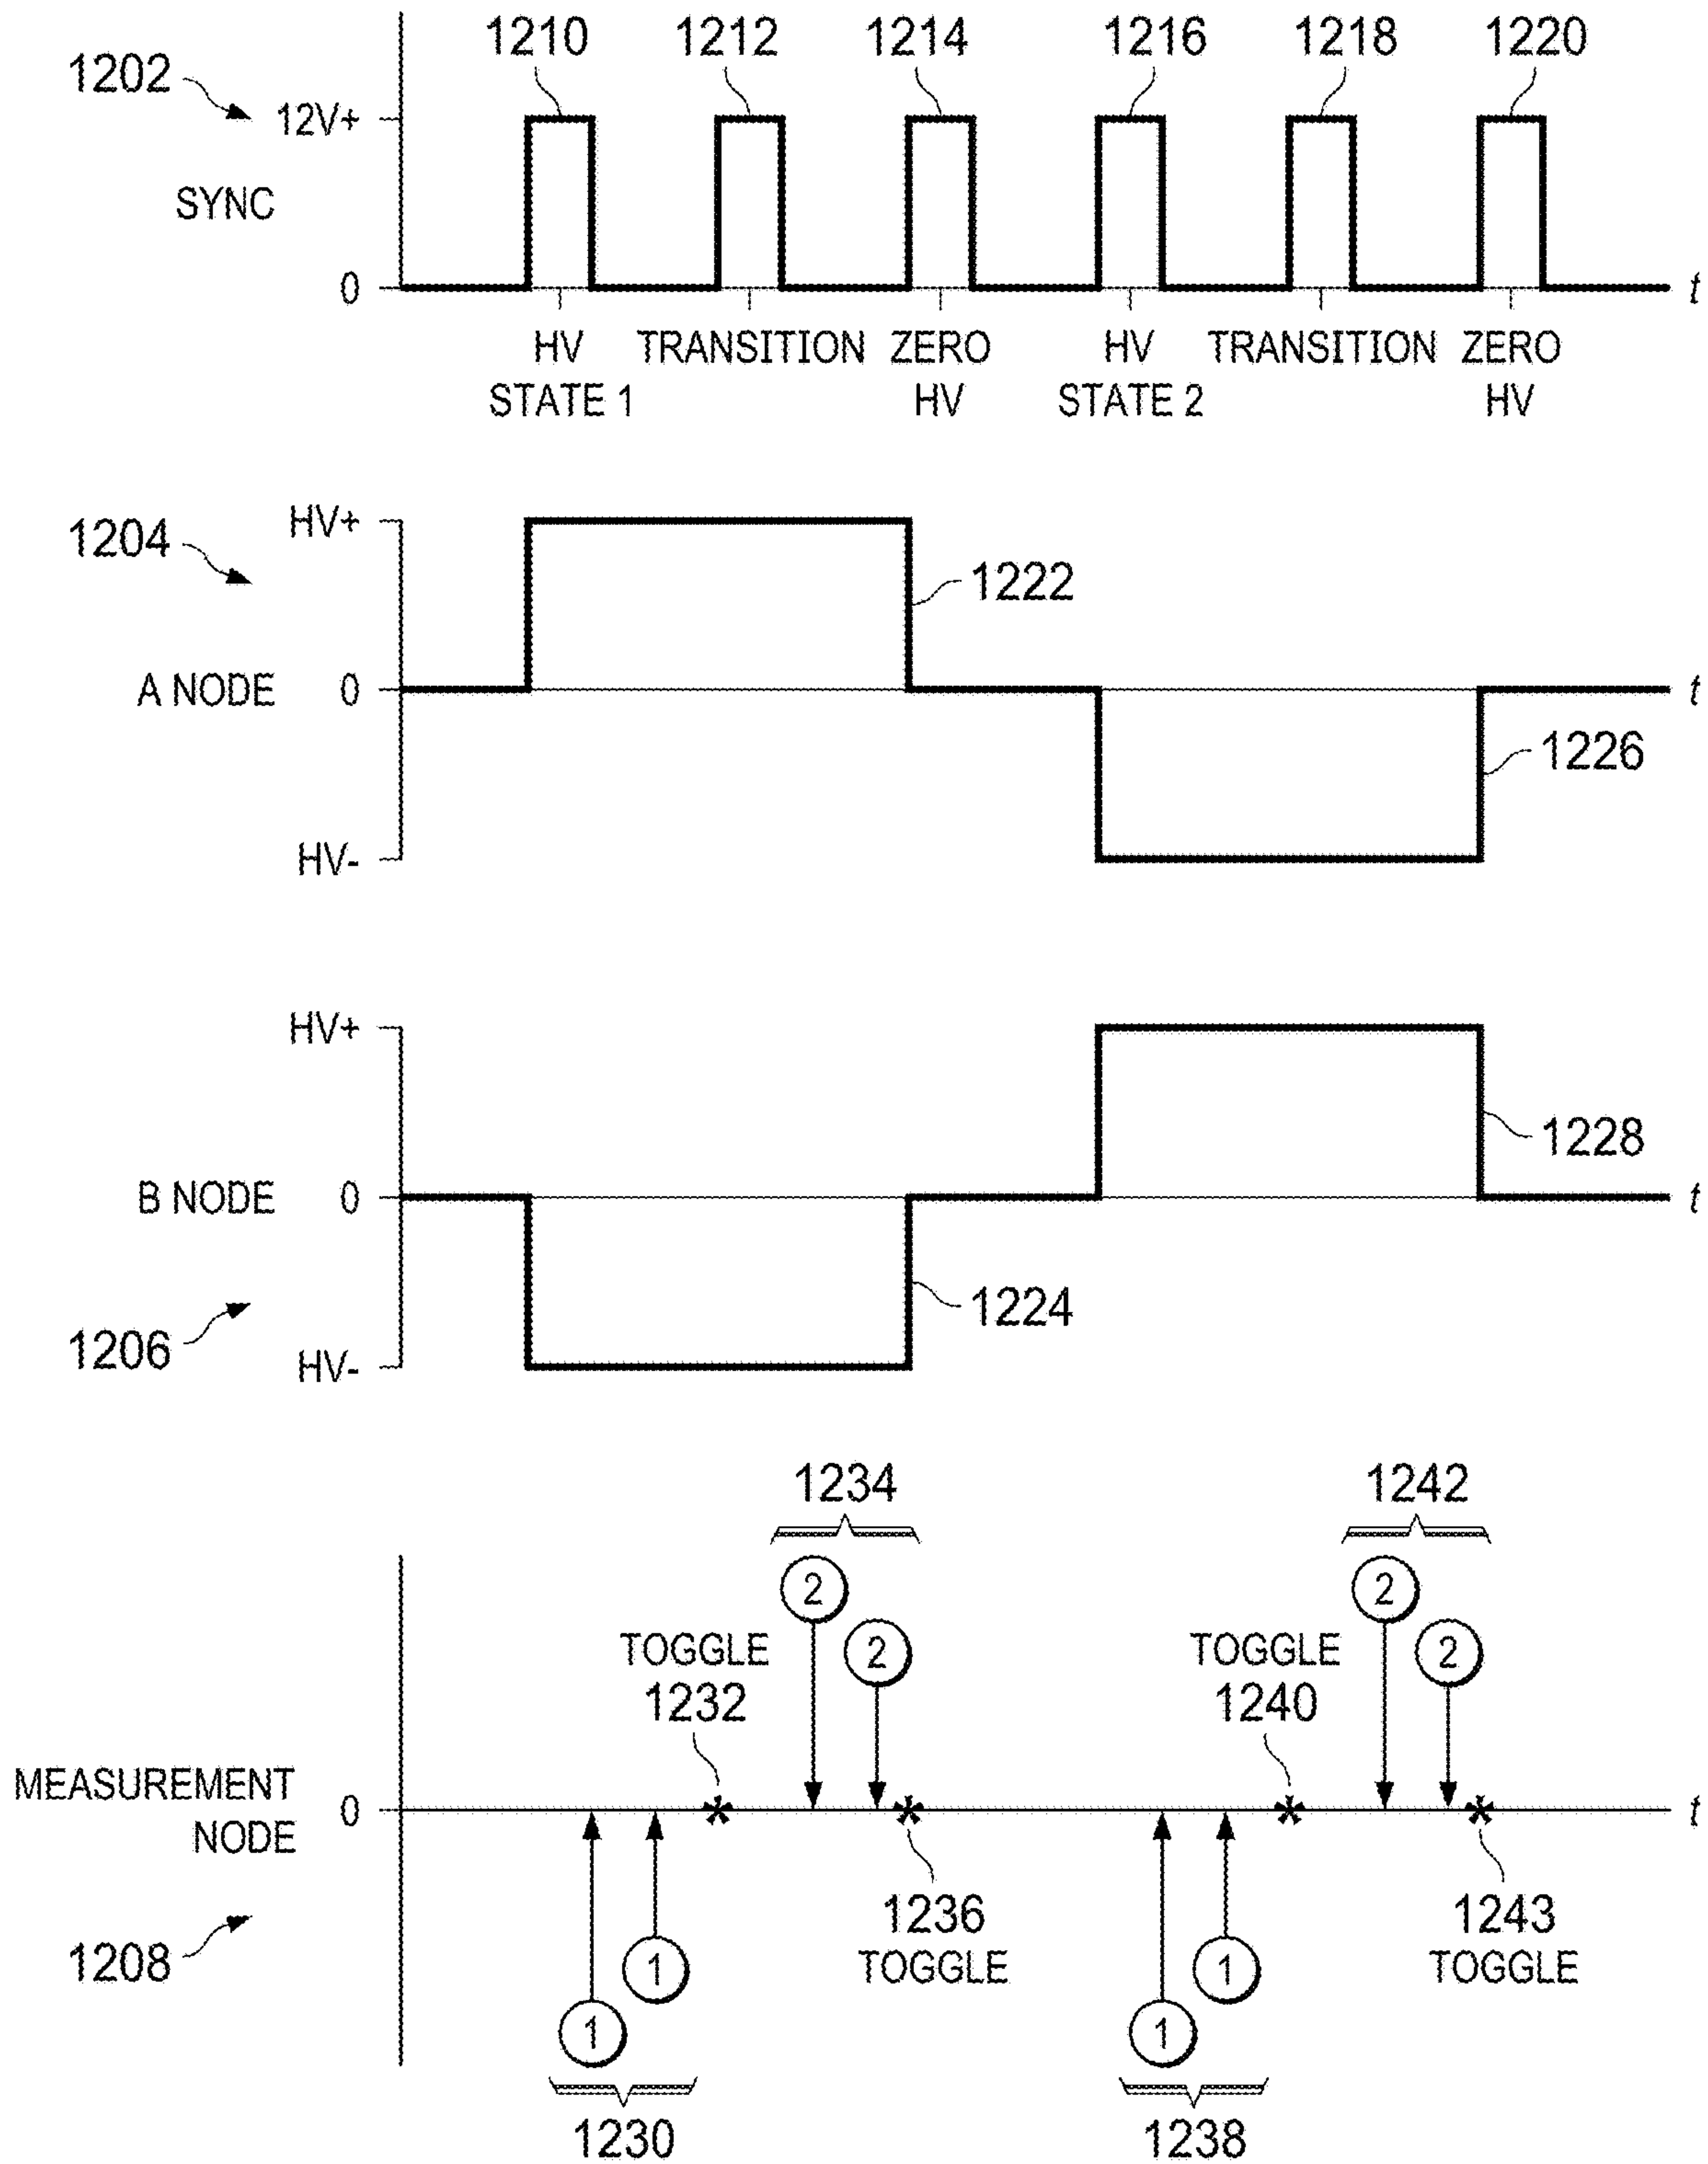 1210 1212 1214 1216 1218 1220
1202
12V+
SYNC
0
t
HV TRANSITION ZERO HV TRANSITION ZERO
STATE 1 HV STATE 2 HV
HV+
1204
1222
A NODE 0
t
1226
HV-
HV+
1228
B NODE 0
t
1224
1206
HV-
1234 1242
2 2
TOGGLE 2 TOGGLE 2
1232 1240
MEASUREMENT
0
t
NODE
* * * *
1236 1243
1208
1 TOGGLE 1 TOGGLE
1 1
1230 1238